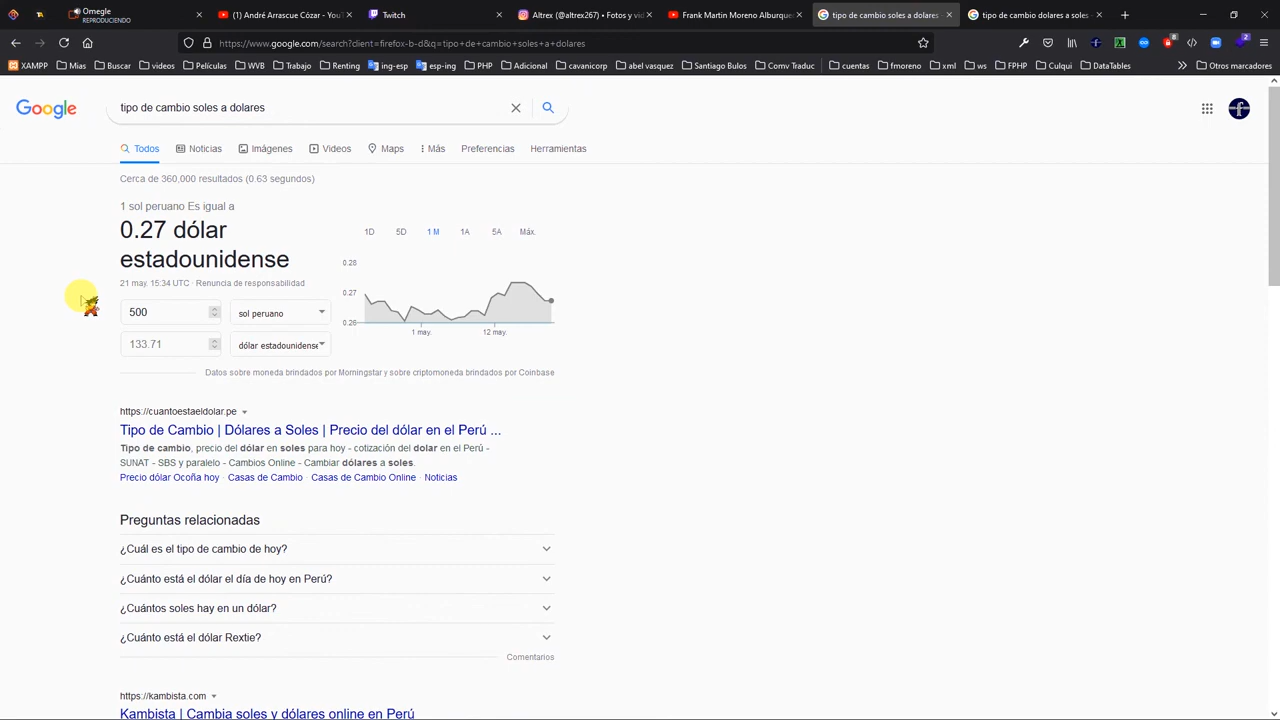 Omegle
REPRODUCIENDO
(1) André Arrascue Cózar - YouT
Twitch
Altrex (@altrex267) • Fotos y vid
Frank Martin Moreno Alburquer
tipo de cambio soles a dolares -
tipo de cambio dolares a soles -
https://www.google.com/search?client=firefox-b-d&q=tipo+de+cambio+soles+a+dolares
8
2
XAMPP
Mias
Buscar
videos
Películas
WVB
Trabajo
Renting
ing-esp
esp-ing
PHP
Adicional
cavanicorp
abel vasquez
Santiago Bulos
Comv Traduc
cuentas
fmoreno
xml
ws
FPHP
Culqui
DataTables
Otros marcadores
Google
tipo de cambio soles a dolares
Todos
Noticias
Imágenes
Videos
Maps
Más
Preferencias
Herramientas
Cerca de 360,000 resultados (0.63 segundos)
1 sol peruano Es igual a
0.27 dólar
estadounidense
21 may. 15:34 UTC · Renuncia de responsabilidad
500
sol peruano
133.71
dólar estadounidense
1D
5D
1 M
1A
5A
Máx.
0.28
0.27
0.26
1 may.
12 may.
Datos sobre moneda brindados por Morningstar y sobre criptomoneda brindados por Coinbase
https://cuantoestaeldolar.pe
Tipo de Cambio | Dólares a Soles | Precio del dólar en el Perú ...
Tipo de cambio, precio del dólar en soles para hoy - cotización del dolar en el Perú -
SUNAT - SBS y paralelo - Cambios Online - Cambiar dólares a soles.
Precio dólar Ocoña hoy · Casas de Cambio · Casas de Cambio Online · Noticias
Preguntas relacionadas
¿Cuál es el tipo de cambio de hoy?
¿Cuánto está el dólar el día de hoy en Perú?
¿Cuántos soles hay en un dólar?
¿Cuánto está el dólar Rextie?
Comentarios
https://kambista.com
Kambista | Cambia soles y dólares online en Perú